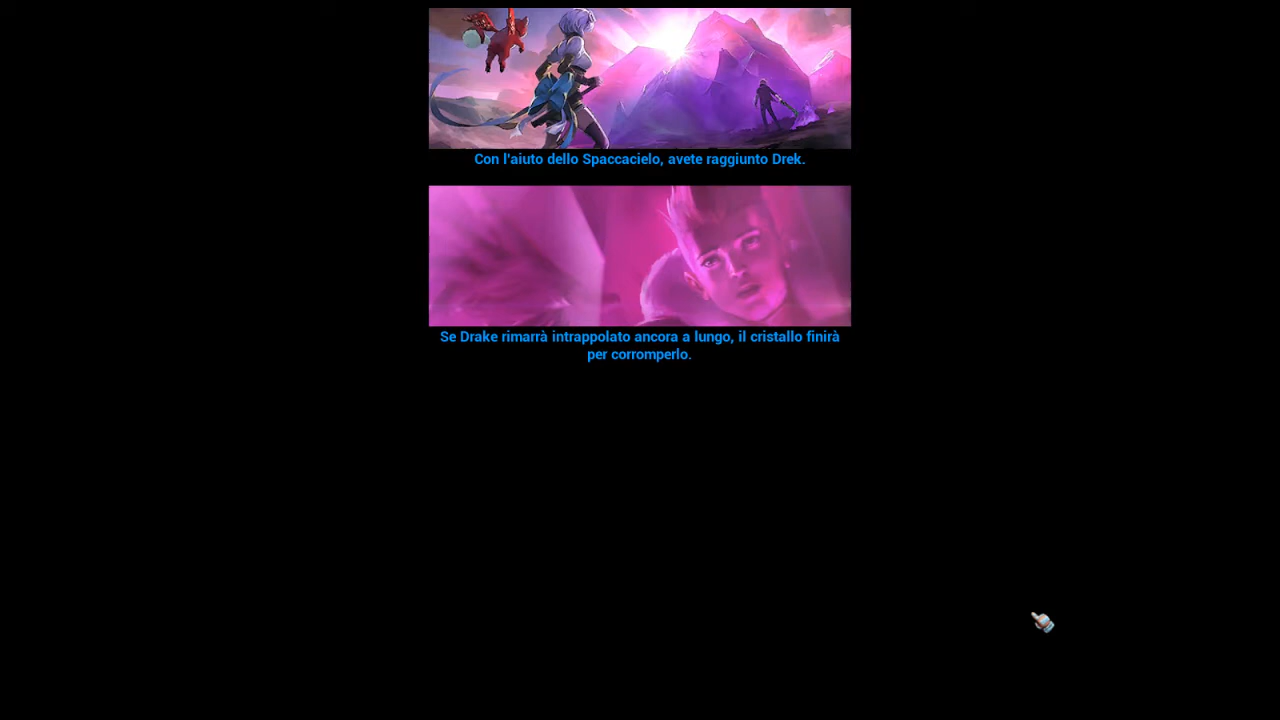 Con l'aiuto dello Spaccacielo, avete raggiunto Drek.
Se Drake rimarrà intrappolato ancora a lungo, il cristallo finirà
per corromperlo.